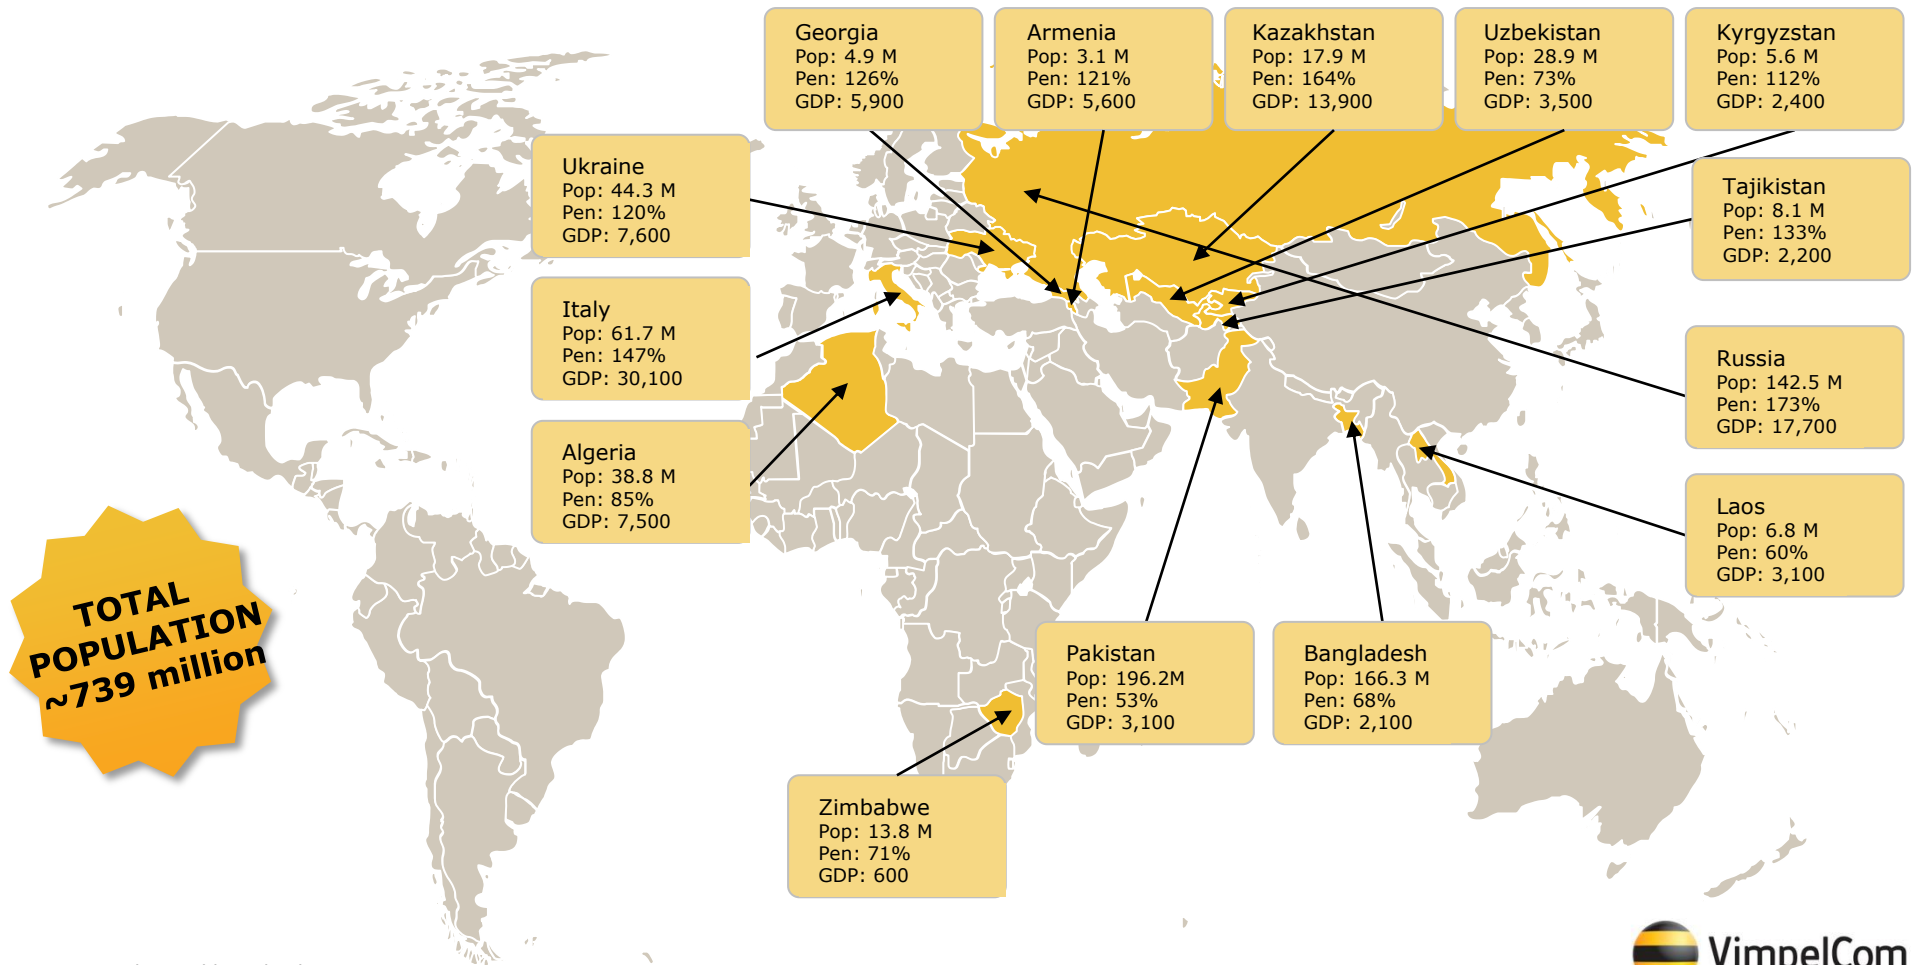 Georgia
Pop: 4.9 M
Pen: 126%
GDP: 5,900
Armenia
Pop: 3.1 M
Pen: 121%
GDP: 5,600
Kazakhstan
Pop: 17.9 M
Pen: 164%
GDP: 13,900
Uzbekistan
Pop: 28.9 M
Pen: 73%
GDP: 3,500
Kyrgyzstan
Pop: 5.6 M
Pen: 112%
GDP: 2,400
Ukraine
Pop: 44.3 M
Pen: 120%
GDP: 7,600
Tajikistan
Pop: 8.1 M
Pen: 133%
GDP: 2,200
Italy
Pop: 61.7 M
Pen: 147%
GDP: 30,100
Russia
Pop: 142.5 M
Pen: 173%
GDP: 17,700
Algeria
Pop: 38.8 M
Pen: 85%
GDP: 7,500
Laos
Pop: 6.8 M
Pen: 60%
GDP: 3,100
TOTAL
POPULATION
~739 million
Pakistan
Pop: 196.2M
Pen: 53%
GDP: 3,100
Bangladesh
Pop: 166.3 M
Pen: 68%
GDP: 2,100
Zimbabwe
Pop: 13.8 M
Pen: 71%
GDP: 600
VimpelCom